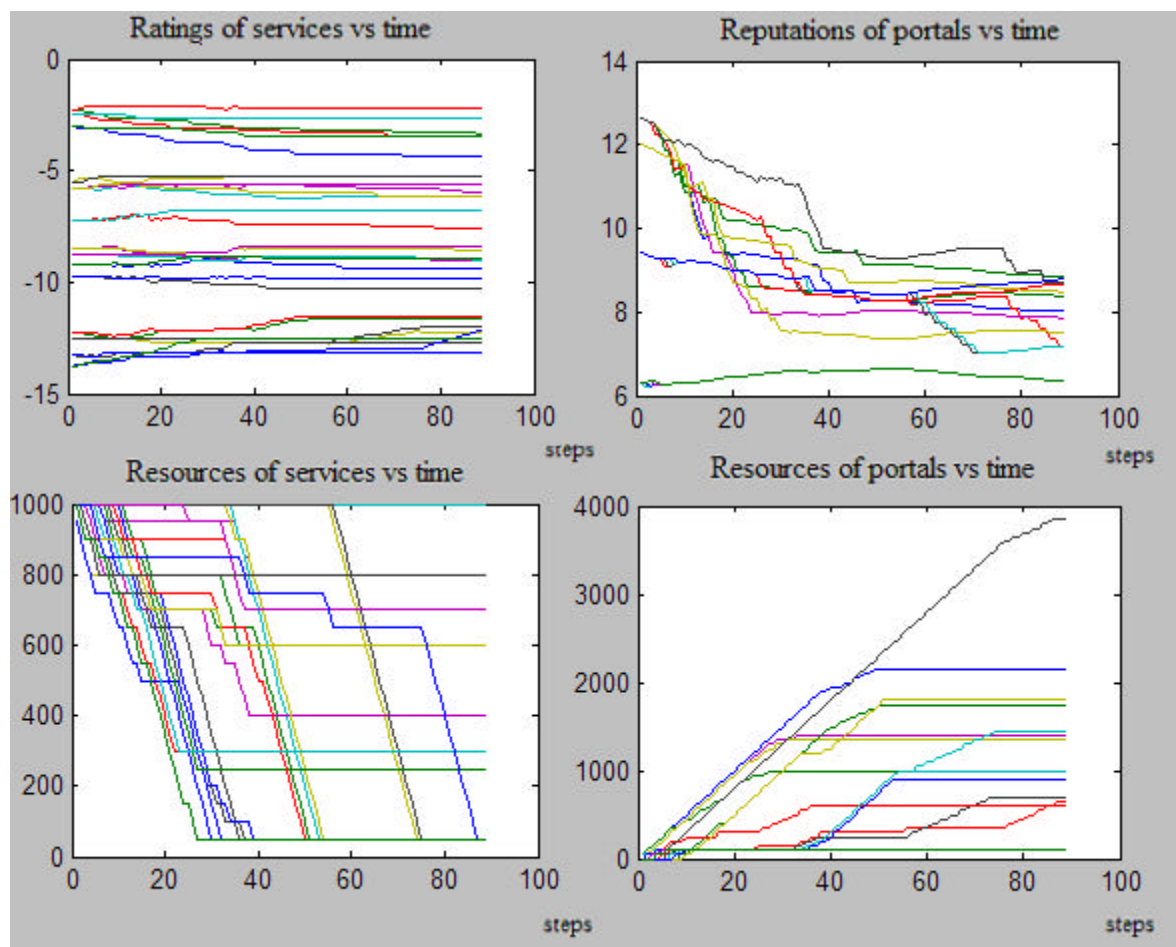 Ratings of services vs time
0
-5
-10
-15
0 20 40 60 80 100
steps
Reputations of portals vs time
14
12
10
8
6
0 20 40 60 80 100
steps
Resources of services vs time
1000
800
600
400
200
0
0 20 40 60 80 100
steps
Resources of portals vs time
4000
3000
2000
1000
0
0 20 40 60 80 100
steps